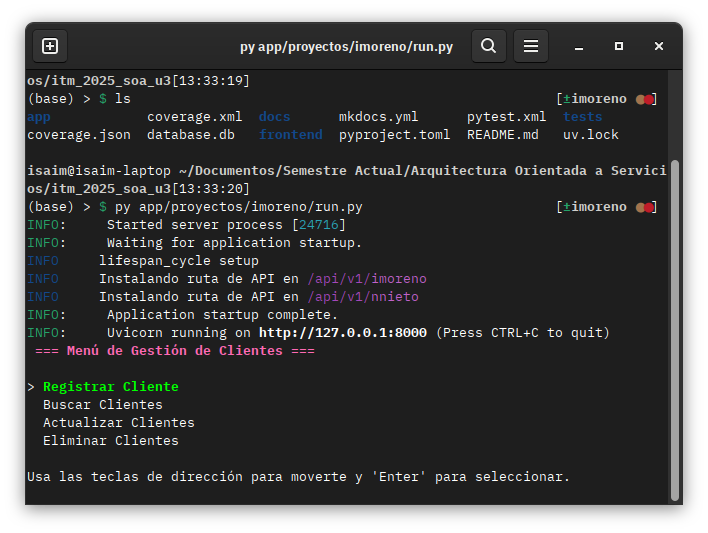 py app/proyectos/imoreno/run.py
os/itm_2025_soa_u3[13:33:19]
(base) > $ ls [±imoreno ●●]
app coverage.xml docs mkdocs.yml pytest.xml tests
coverage.json database.db frontend pyproject.toml README.md uv.lock
isaim@isaim-laptop ~/Documentos/Semestre Actual/Arquitectura Orientada a Servici
os/itm_2025_soa_u3[13:33:20]
(base) > $ py app/proyectos/imoreno/run.py [±imoreno ●●]
INFO: Started server process [24716]
INFO: Waiting for application startup.
INFO lifespan_cycle setup
INFO Instalando ruta de API en /api/v1/imoreno
INFO Instalando ruta de API en /api/v1/nnieto
INFO: Application startup complete.
INFO: Uvicorn running on http://127.0.0.1:8000 (Press CTRL+C to quit)
=== Menú de Gestión de Clientes ===
> Registrar Cliente
Buscar Clientes
Actualizar Clientes
Eliminar Clientes
Usa las teclas de dirección para moverte y 'Enter' para seleccionar.